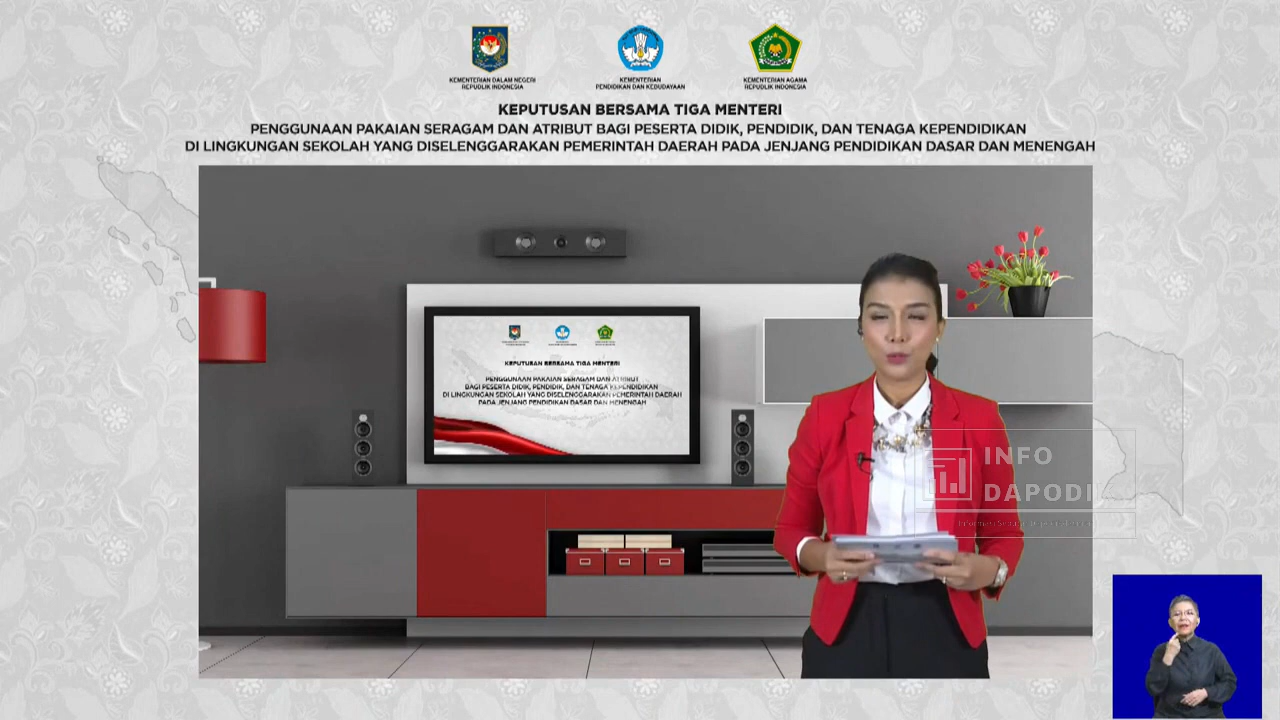 KEMENTERIAN DALAM NEGERI
REPUBLIK INDONESIA
KEMENTERIAN
PENDIDIKAN DAN KEBUDAYAAN
KEMENTERIAN AGAMA
REPUBLIK INDONESIA
KEPUTUSAN BERSAMA TIGA MENTERI
PENGGUNAAN PAKAIAN SERAGAM DAN ATRIBUT BAGI PESERTA DIDIK, PENDIDIK, DAN TENAGA KEPENDIDIKAN
DI LINGKUNGAN SEKOLAH YANG DISELENGGARAKAN PEMERINTAH DAERAH PADA JENJANG PENDIDIKAN DASAR DAN MENENGAH
KEPUTUSAN BERSAMA TIGA MENTERI
PENGGUNAAN PAKAIAN SERAGAM DAN ATRIBUT
BAGI PESERTA DIDIK, PENDIDIK, DAN TENAGA KEPENDIDIKAN
DI LINGKUNGAN SEKOLAH YANG DISELENGGARAKAN PEMERINTAH DAERAH
PADA JENJANG PENDIDIKAN DASAR DAN MENENGAH
INFO
DAPODIK